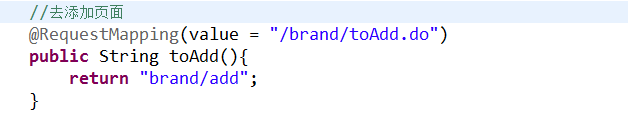 //去添加页面
@RequestMapping(value = "/brand/toAdd.do")
public String toAdd(){
    return "brand/add";
}